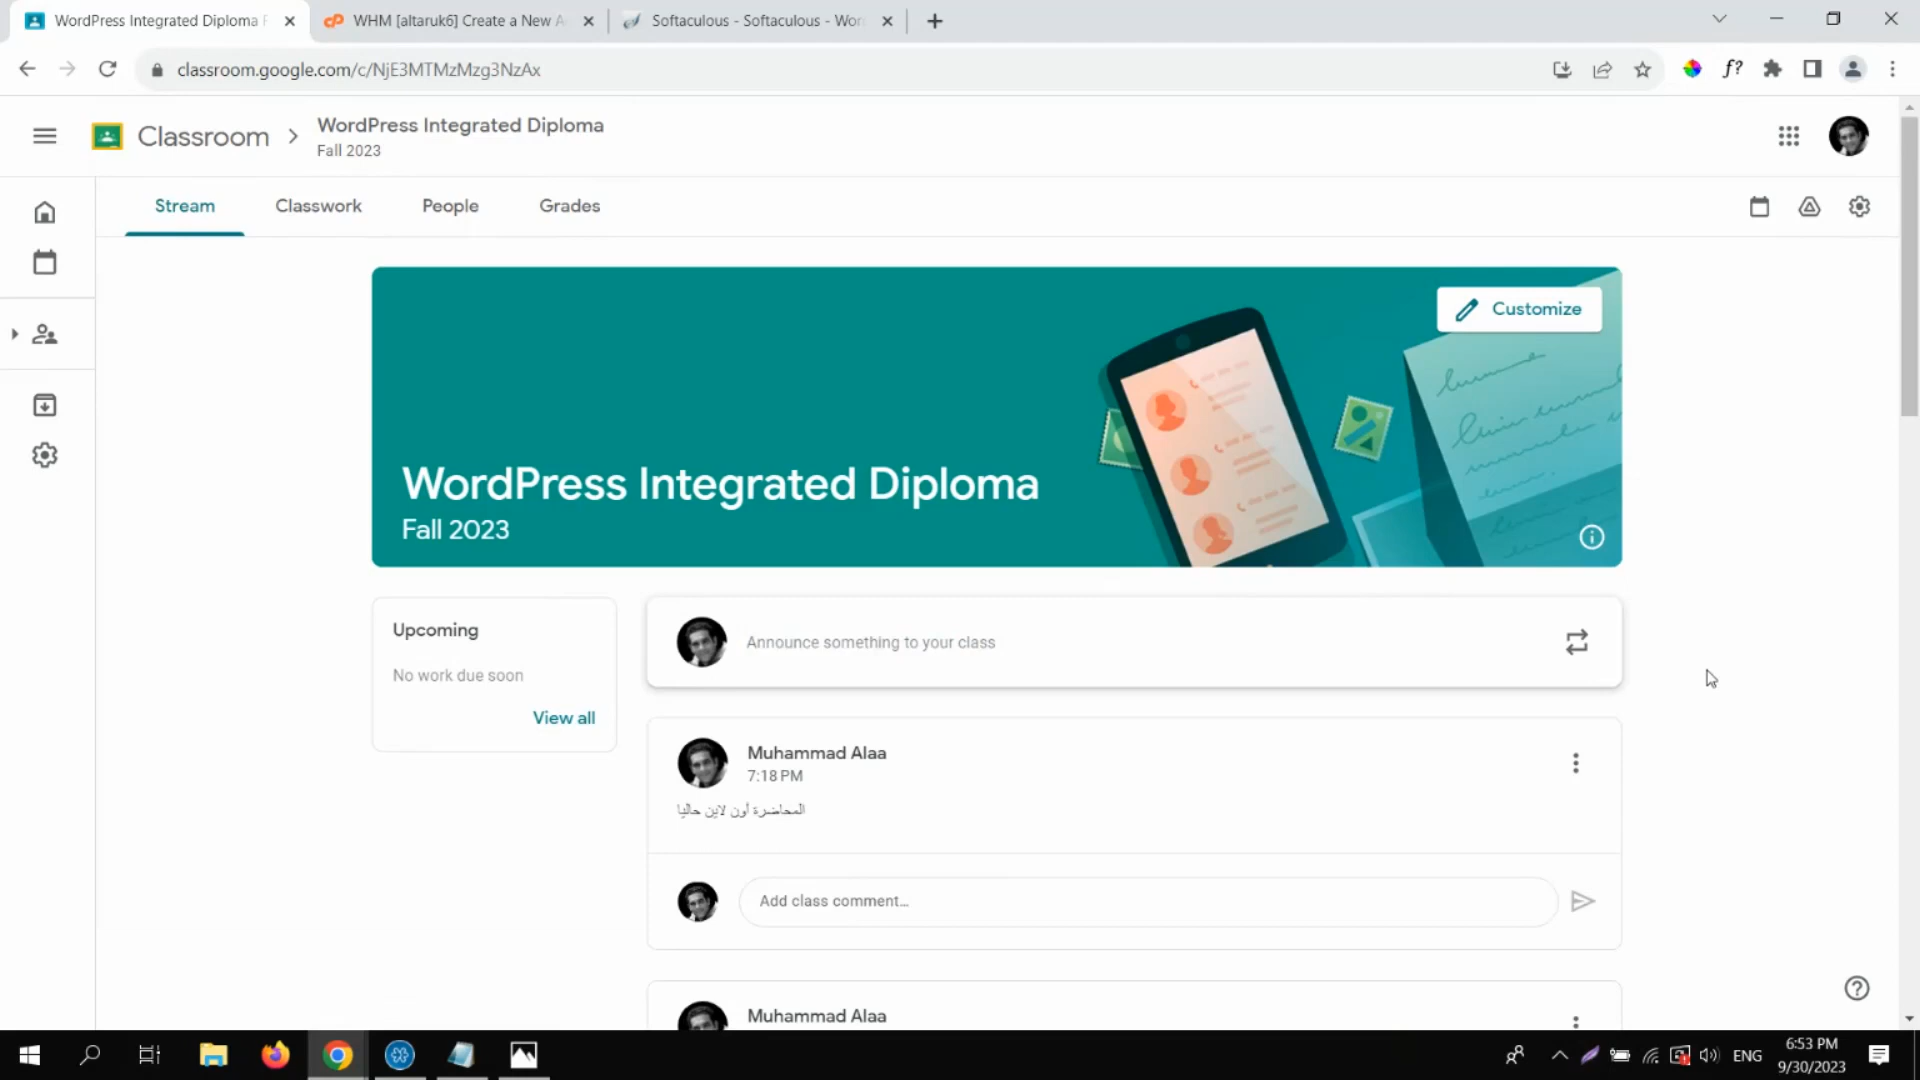 WordPress Integrated Diploma F
WHM [altaruk6] Create a New A
Softaculous - Softaculous - Wor
classroom.google.com/c/NjE3MTMzMzg3NzAx
f?
Classroom
WordPress Integrated Diploma
Fall 2023
Stream
Classwork
People
Grades
Customize
WordPress Integrated Diploma
Fall 2023
Upcoming
No work due soon
View all
Announce something to your class
Muhammad Alaa
7:18 PM
المحاضرة أون لاين حاليا
Add class comment...
Muhammad Alaa
ENG
6:53 PM
9/30/2023